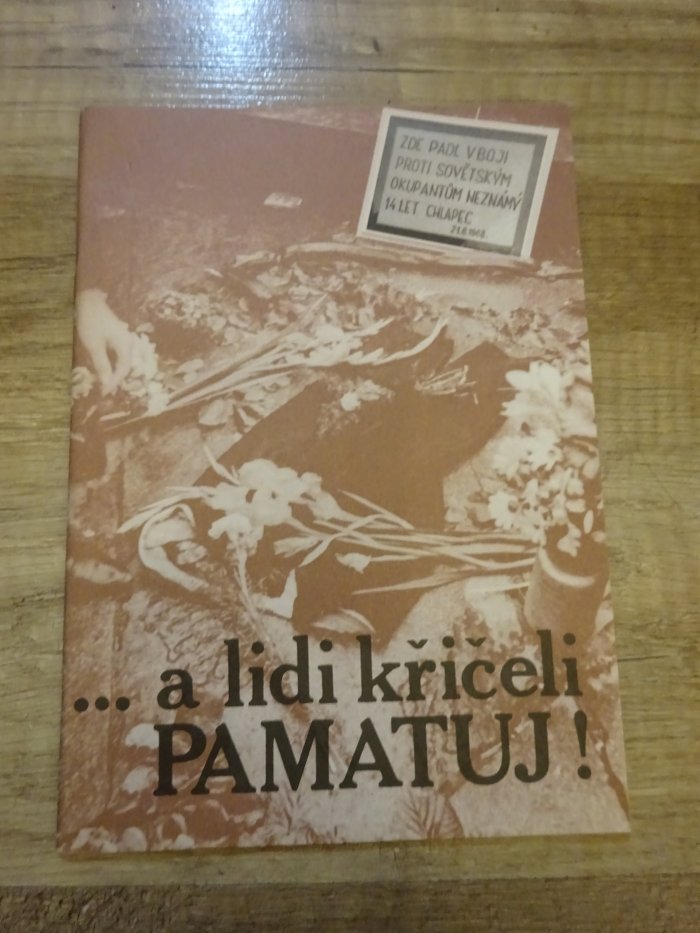 ZDE PADL V BOJI
PROTI SOVĚTSKÝM
OKUPANTŮM NEZNÁMÝ
14 LET CHLAPEC
21.8.1968.
... a lidi křičeli
PAMATUJ!